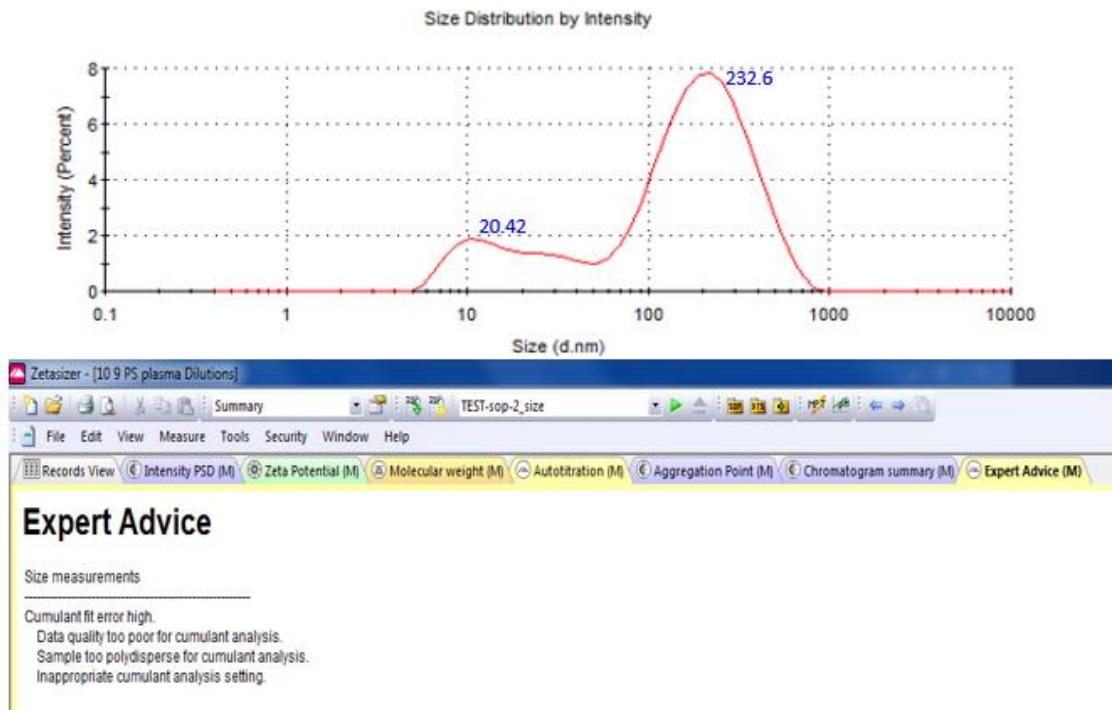 Size Distribution by Intensity
8
6
4
2
0
Intensity (Percent)
20.42
232.6
0.1 1 10 100 1000 10000
Size (d.nm)
Zetasizer - [10 9 PS plasma Dilutions]
Summary TEST-sop-2_size
File Edit View Measure Tools Security Window Help
Records View Intensity PSD (M) Zeta Potential (M) Molecular weight (M) Autotitration (M) Aggregation Point (M) Chromatogram summary (M) Expert Advice (M)
Expert Advice
Size measurements
------------------------------------------------------------
Cumulant fit error high.
Data quality too poor for cumulant analysis.
Sample too polydisperse for cumulant analysis.
Inappropriate cumulant analysis setting.